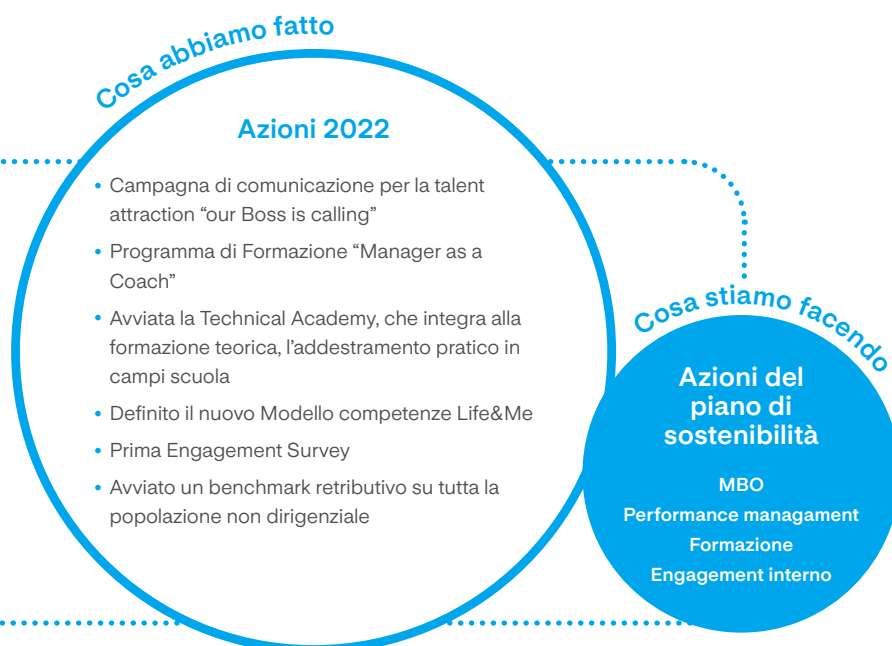 Cosa abbiamo fatto
Azioni 2022
• Campagna di comunicazione per la talent
attraction “our Boss is calling”
• Programma di Formazione “Manager as a
Coach”
• Avviata la Technical Academy, che integra alla
formazione teorica, l’addestramento pratico in
campi scuola
• Definito il nuovo Modello competenze Life&Me
• Prima Engagement Survey
• Avviato un benchmark retributivo su tutta la
popolazione non dirigenziale
Cosa stiamo facendo
Azioni del
piano di
sostenibilità
MBO
Performance managament
Formazione
Engagement interno